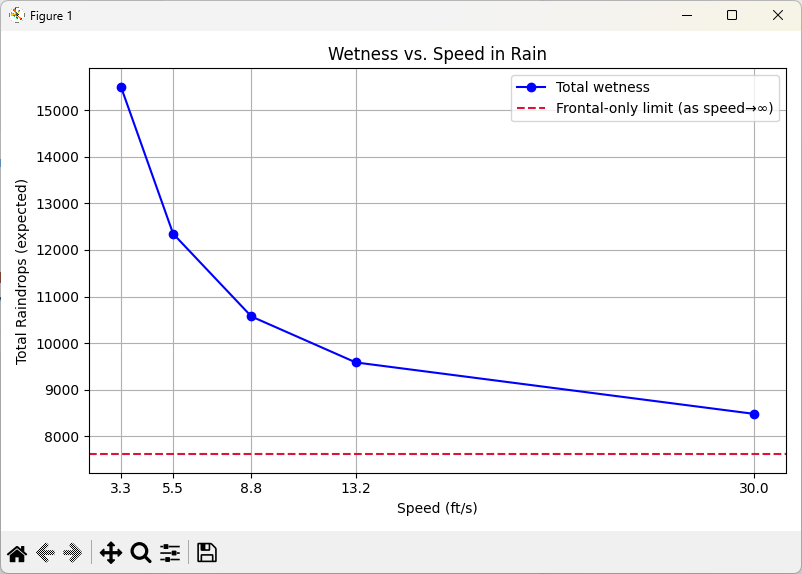 Figure 1
Wetness vs. Speed in Rain
Total wetness
Frontal-only limit (as speed→∞)
Total Raindrops (expected)
15000
14000
13000
12000
11000
10000
9000
8000
3.3 5.5 8.8 13.2 30.0
Speed (ft/s)